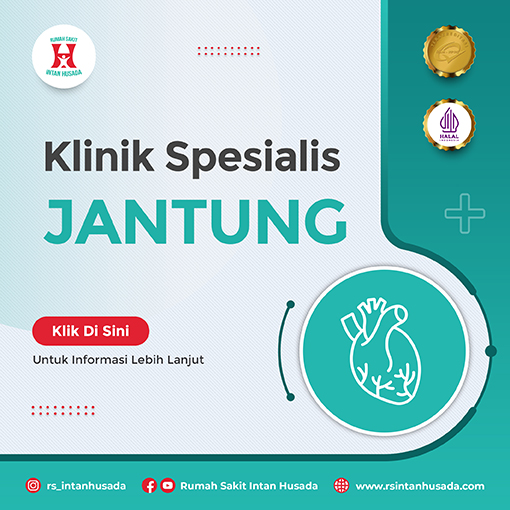 RUMAH SAKIT
INTAN HUSADA
HALAL
INDONESIA
Klinik Spesialis
JANTUNG
Klik Di Sini
Untuk Informasi Lebih Lanjut
rs_intanhusada
Rumah Sakit Intan Husada
www.rsintanhusada.com